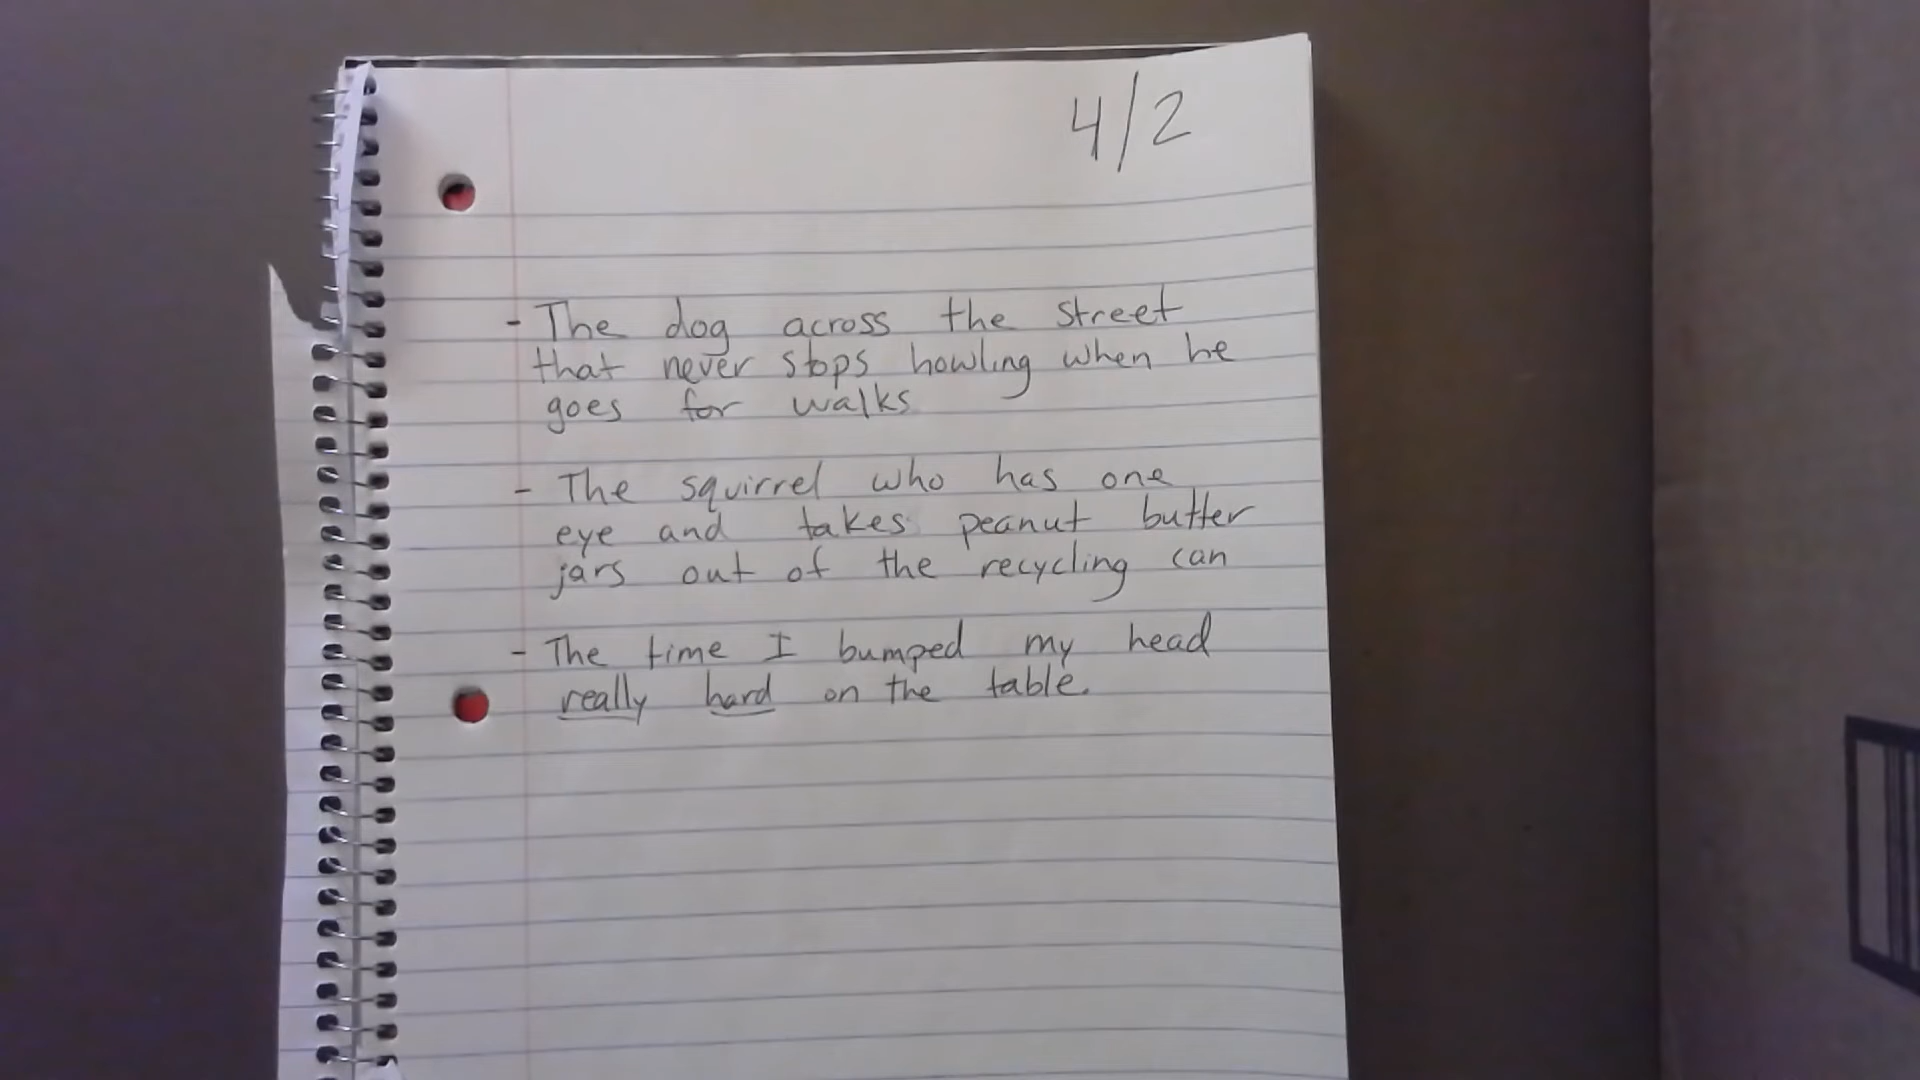 4/2
- The dog across the street
that never stops howling when he
goes for walks
- The squirrel who has one
eye and takes peanut butter
jars out of the recycling can
- The time I bumped my head
really hard on the table.